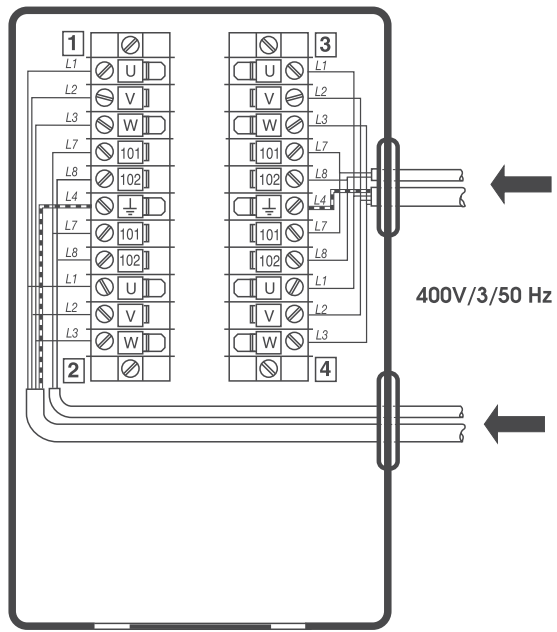 1 3
L1 U U L1
L2 V V L2
L3 W W L3
L7 101 101 L7
L8 102 102 L8
L4 L4
L7 101 101 L7
L8 102 102 L8
L1 U U L1
L2 V V L2
L3 W W L3
2 4
400V/3/50 Hz